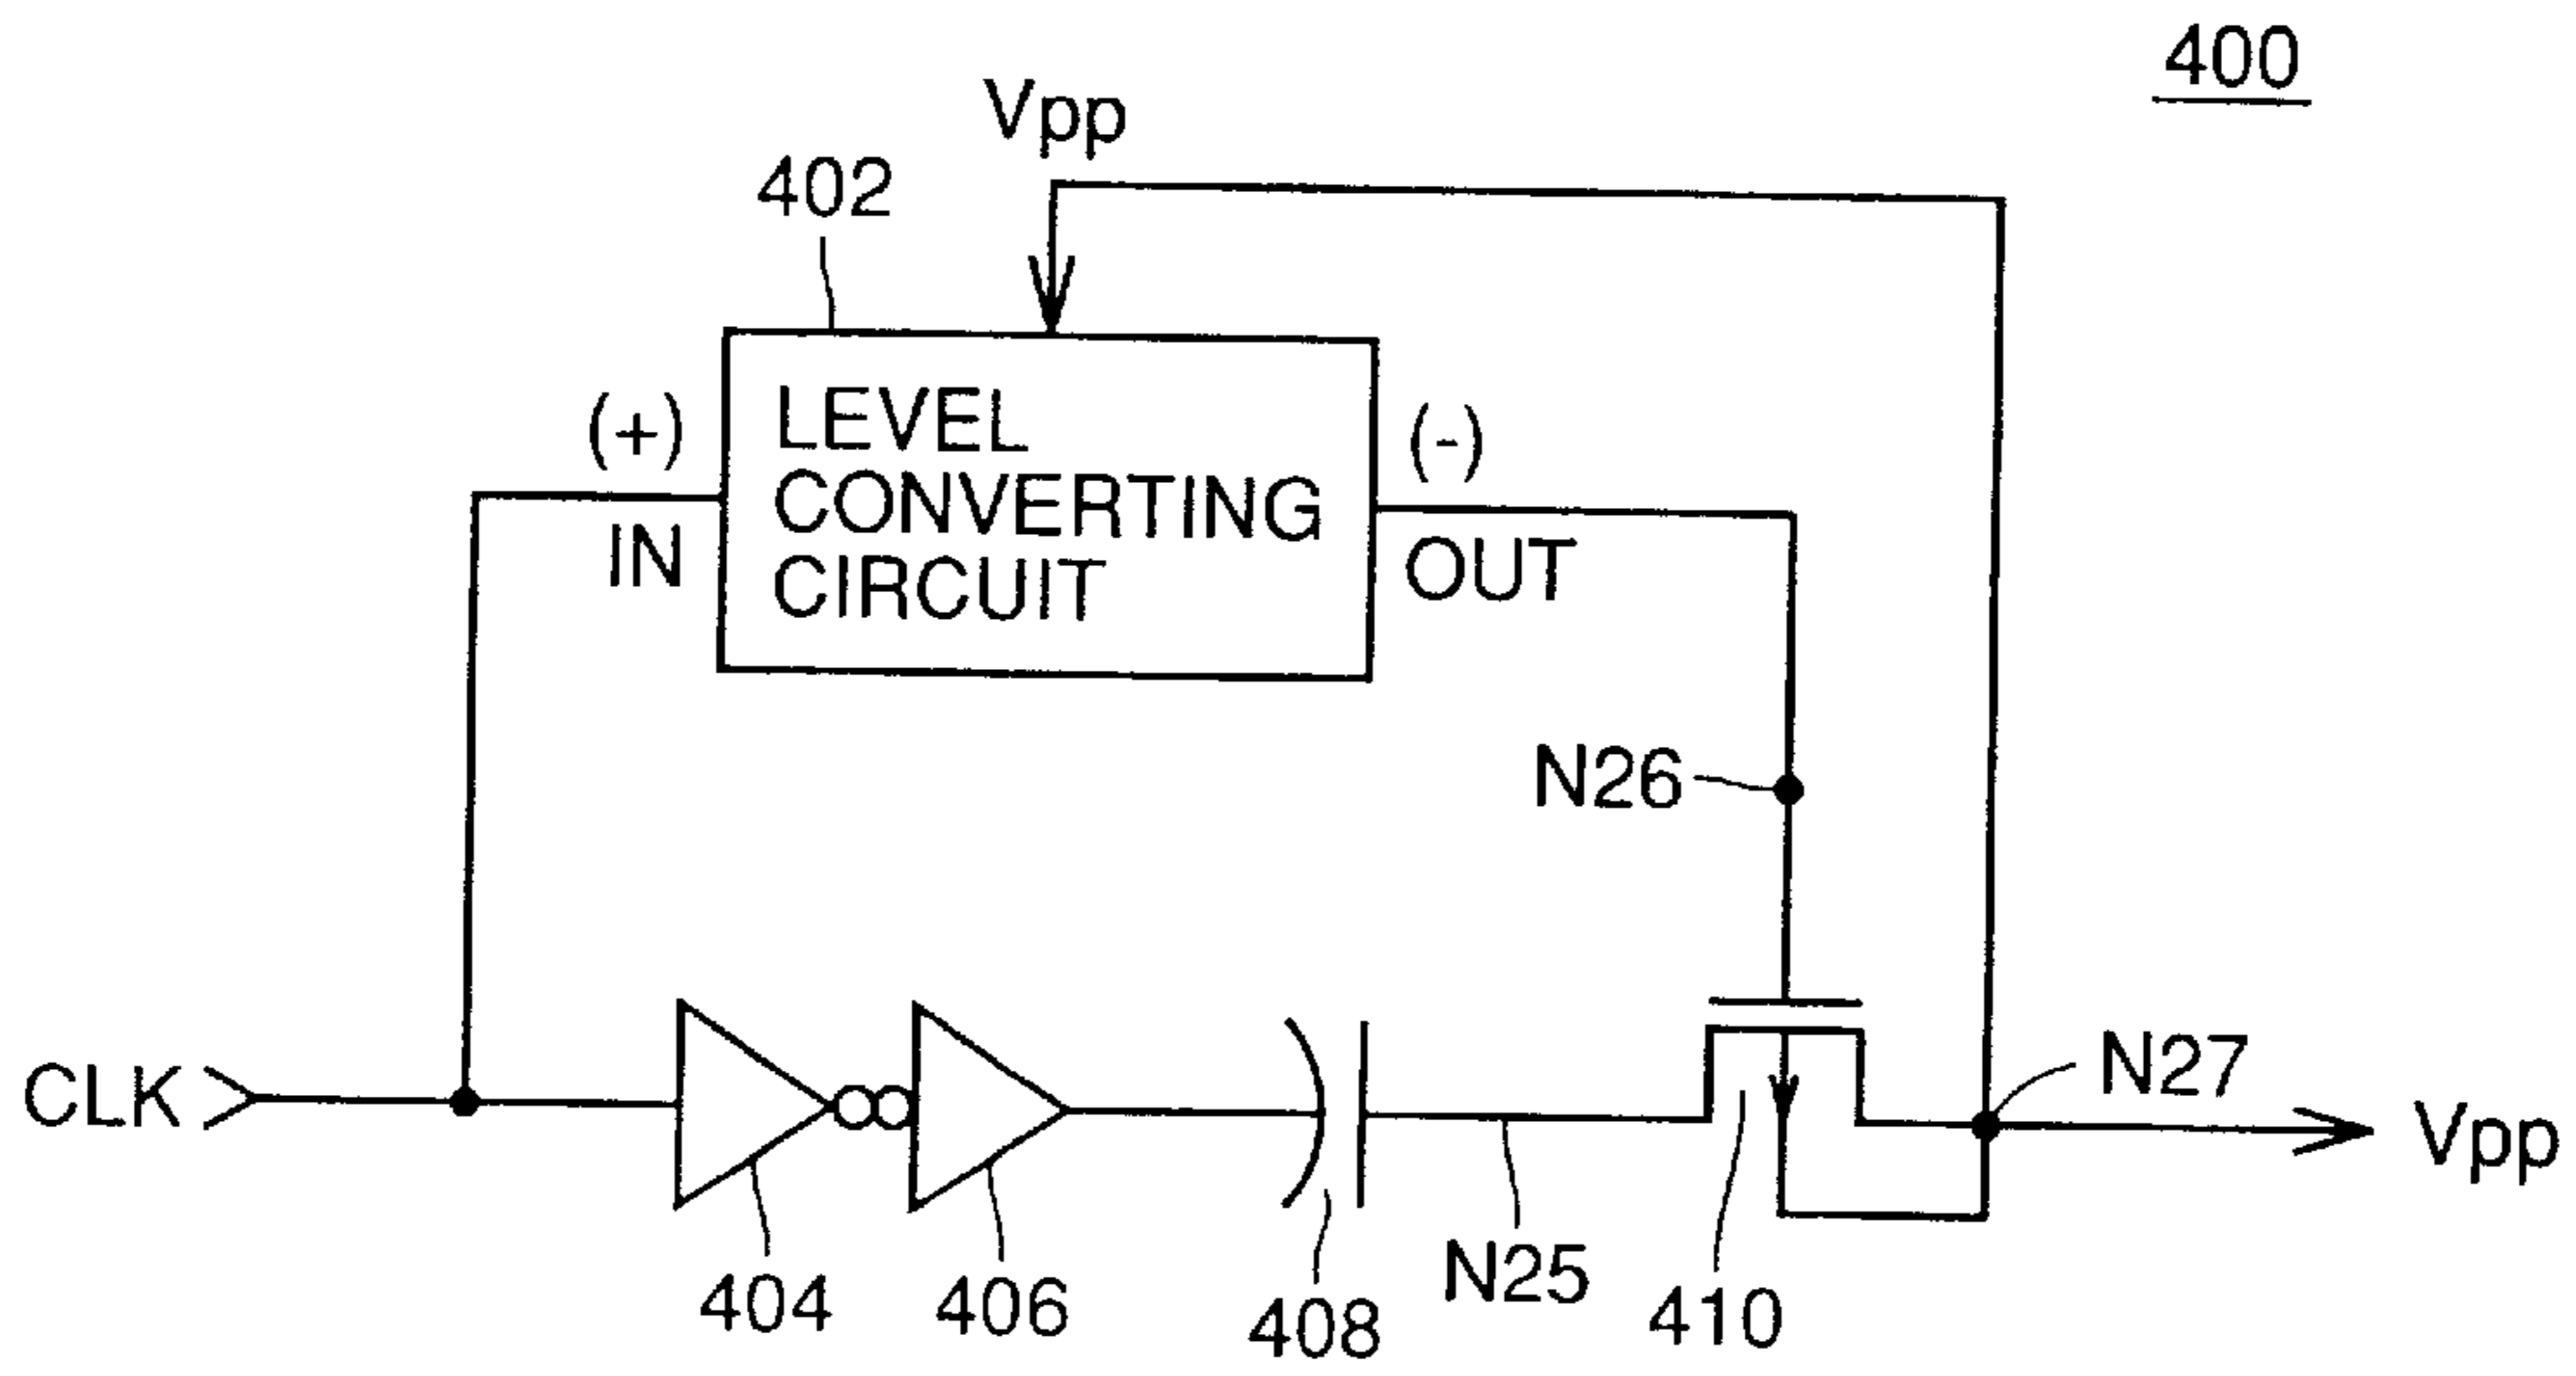 400
Vpp
402
(+)
LEVEL
CONVERTING
CIRCUIT
(-)
IN
OUT
N26
CLK
N27
Vpp
404
406
408
N25
410